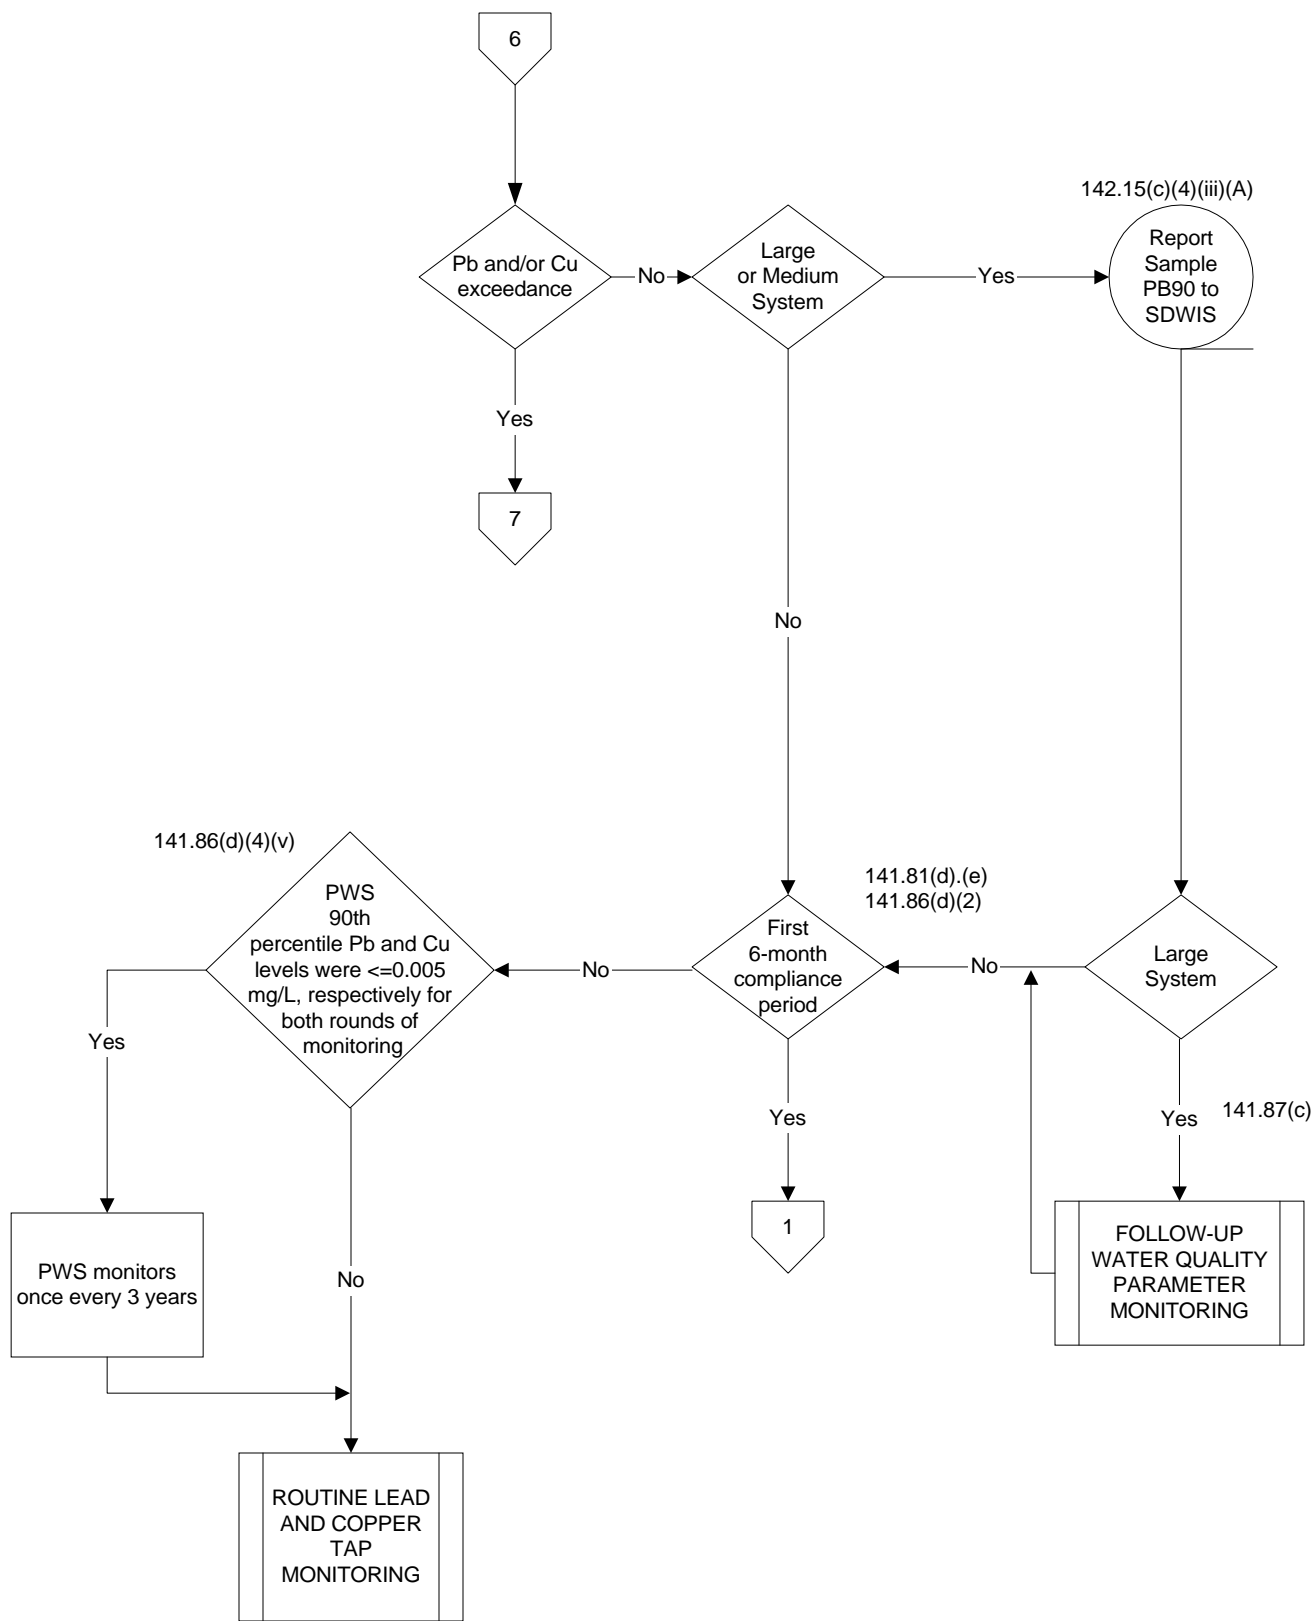 6
142.15(c)(4)(iii)(A)
Pb and/or Cu
exceedance
No
Large
or Medium
System
Yes
Report
Sample
PB90 to
SDWIS
Yes
7
No
141.86(d)(4)(v)
PWS
90th
percentile Pb and Cu
levels were <=0.005
mg/L, respectively for
both rounds of
monitoring
No
141.81(d).(e)
141.86(d)(2)
First
6-month
compliance
period
No
Large
System
Yes
Yes
Yes
141.87(c)
PWS monitors
once every 3 years
No
1
FOLLOW-UP
WATER QUALITY
PARAMETER
MONITORING
ROUTINE LEAD
AND COPPER
TAP
MONITORING